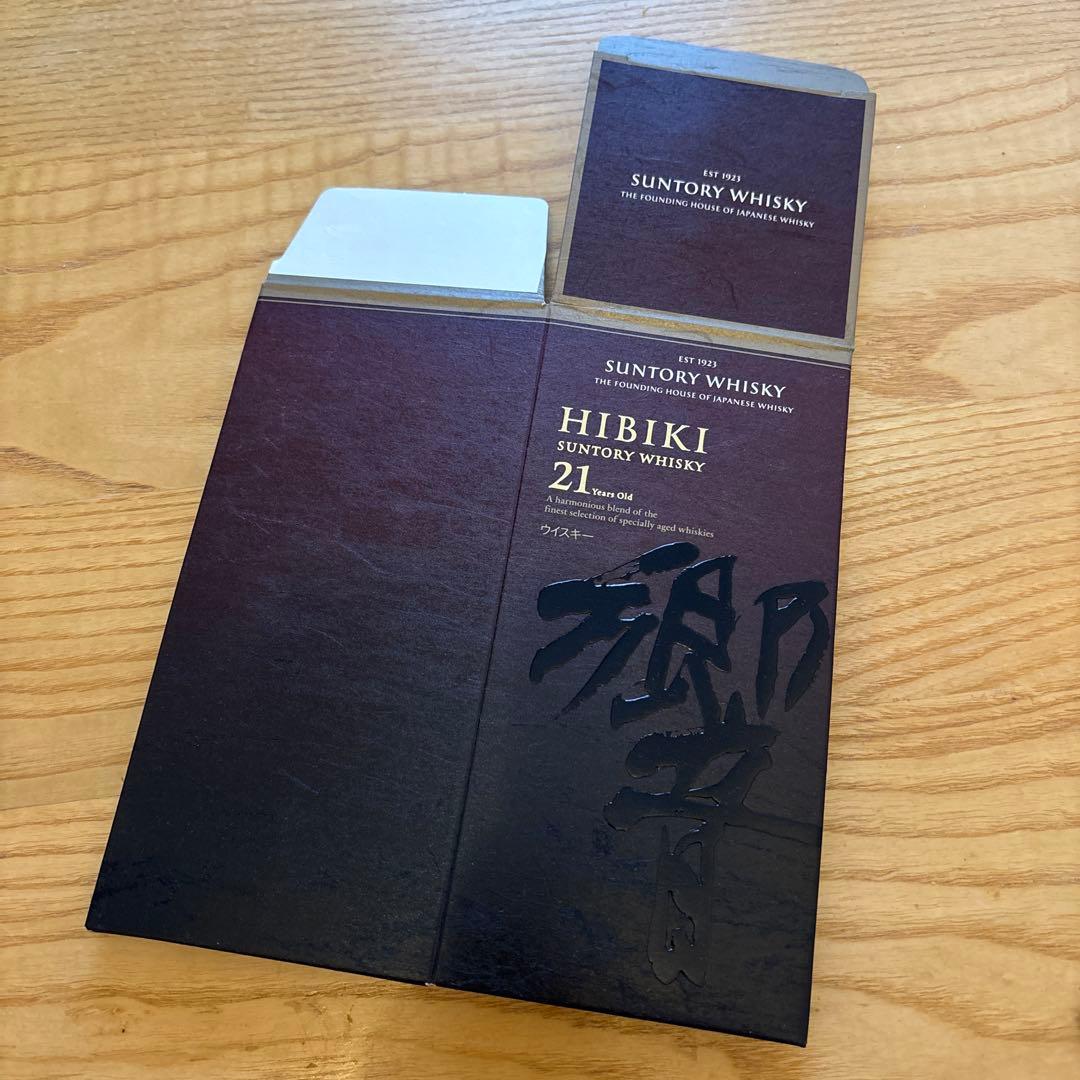 EST 1923
SUNTORY WHISKY
THE FOUNDING HOUSE OF JAPANESE WHISKY
EST 1923
SUNTORY WHISKY
THE FOUNDING HOUSE OF JAPANESE WHISKY
HIBIKI
SUNTORY WHISKY
21 Years Old
A harmonious blend of the
finest selection of specially aged whiskies
ウイスキー
響